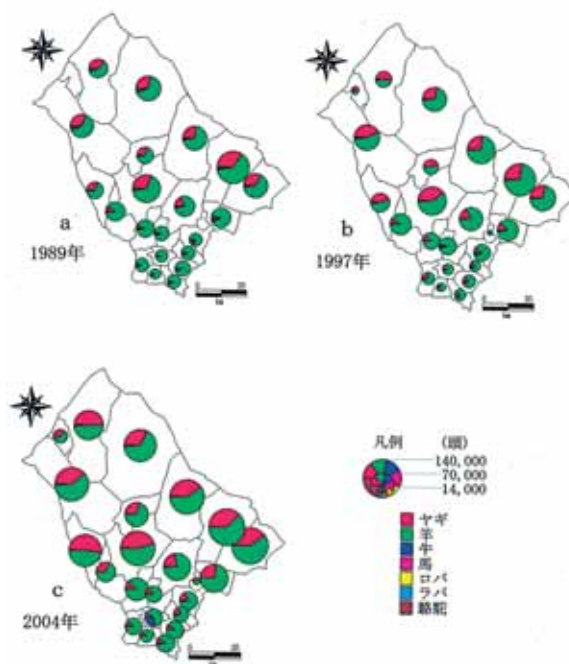 a
1989年
b
1997年
c
2004年
凡例 (頭)
140,000
70,000
14,000
ヤギ
羊
牛
馬
ロバ
ラバ
駱駝